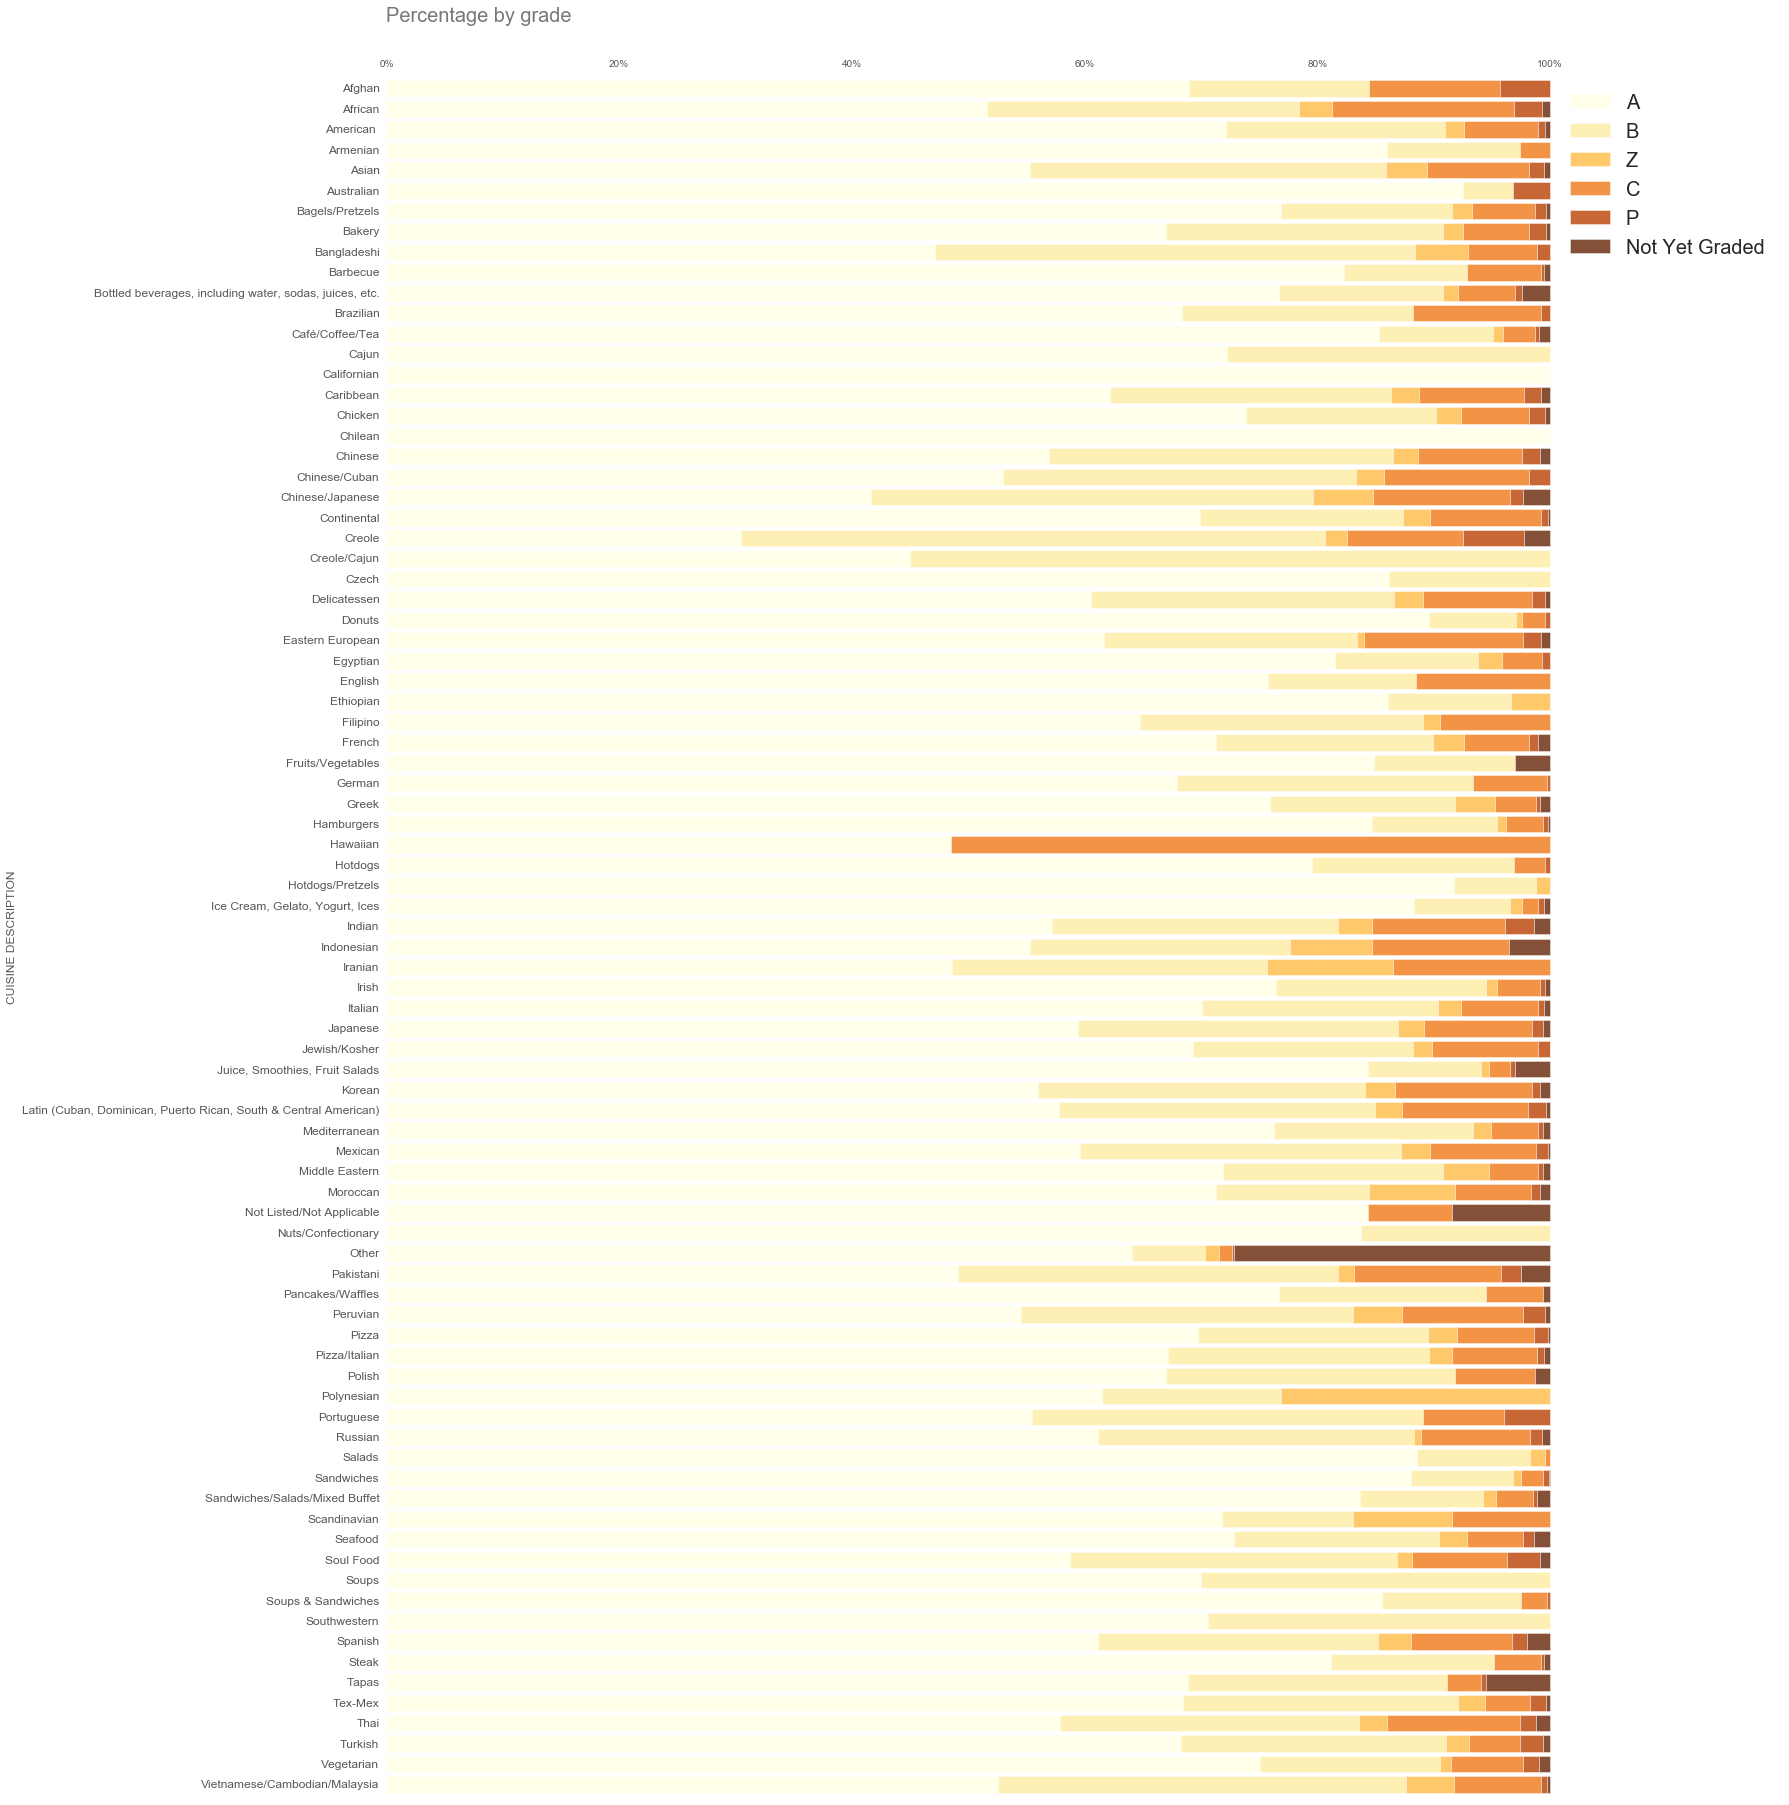 Percentage by grade
0% 20% 40% 60% 80% 100%
Afghan
African
American
Armenian
Asian
Australian
Bagels/Pretzels
Bakery
Bangladeshi
Barbecue
Bottled beverages, including water, sodas, juices, etc.
Brazilian
Café/Coffee/Tea
Cajun
Californian
Caribbean
Chicken
Chilean
Chinese
Chinese/Cuban
Chinese/Japanese
Continental
Creole
Creole/Cajun
Czech
Delicatessen
Donuts
Eastern European
Egyptian
English
Ethiopian
Filipino
French
Fruits/Vegetables
German
Greek
Hamburgers
Hawaiian
Hotdogs
Hotdogs/Pretzels
Ice Cream, Gelato, Yogurt, Ices
Indian
Indonesian
Iranian
Irish
Italian
Japanese
Jewish/Kosher
Juice, Smoothies, Fruit Salads
Korean
Latin (Cuban, Dominican, Puerto Rican, South & Central American)
Mediterranean
Mexican
Middle Eastern
Moroccan
Not Listed/Not Applicable
Nuts/Confectionary
Other
Pakistani
Pancakes/Waffles
Peruvian
Pizza
Pizza/Italian
Polish
Polynesian
Portuguese
Russian
Salads
Sandwiches
Sandwiches/Salads/Mixed Buffet
Scandinavian
Seafood
Soul Food
Soups
Soups & Sandwiches
Southwestern
Spanish
Steak
Tapas
Tex-Mex
Thai
Turkish
Vegetarian
Vietnamese/Cambodian/Malaysia
CUISINE DESCRIPTION
A
B
Z
C
P
Not Yet Graded